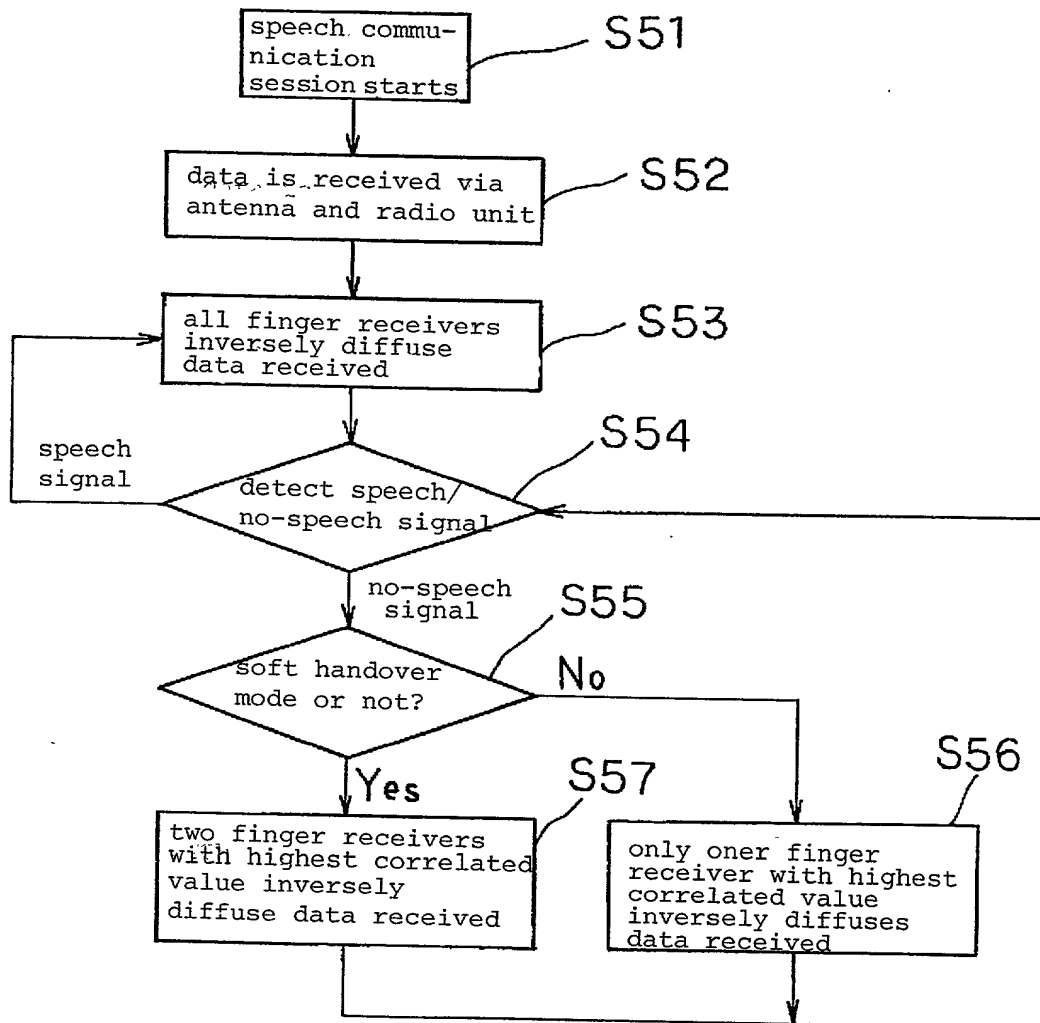 speech commu-
nication
session starts
S51
data is received via
antenna and radio unit
S52
all finger receivers
inversely diffuse
data received
S53
speech
signal
detect speech/
no-speech signal
S54
no-speech
signal
soft handover
mode or not?
S55
No
Yes
two finger receivers
with highest correlated
value inversely
diffuse data received
S57
only oner finger
receiver with highest
correlated value
inversely diffuses
data received
S56